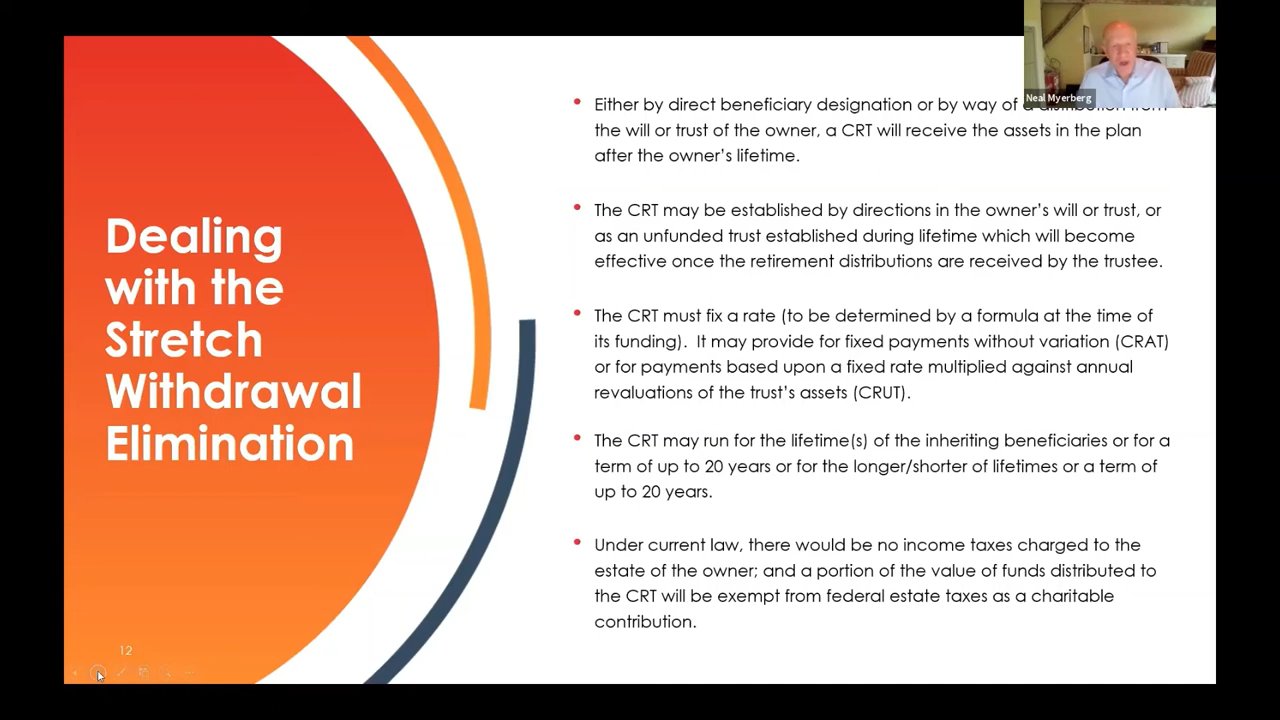 Neal Myerberg
Dealing
with the
Stretch
Withdrawal
Elimination
• Either by direct beneficiary designation or by way of a distribution from
the will or trust of the owner, a CRT will receive the assets in the plan
after the owner's lifetime.
• The CRT may be established by directions in the owner's will or trust, or
as an unfunded trust established during lifetime which will become
effective once the retirement distributions are received by the trustee.
• The CRT must fix a rate (to be determined by a formula at the time of
its funding). It may provide for fixed payments without variation (CRAT)
or for payments based upon a fixed rate multiplied against annual
revaluations of the trust's assets (CRUT).
• The CRT may run for the lifetime(s) of the inheriting beneficiaries or for a
term of up to 20 years or for the longer/shorter of lifetimes or a term of
up to 20 years.
• Under current law, there would be no income taxes charged to the
estate of the owner; and a portion of the value of funds distributed to
the CRT will be exempt from federal estate taxes as a charitable
contribution.
12